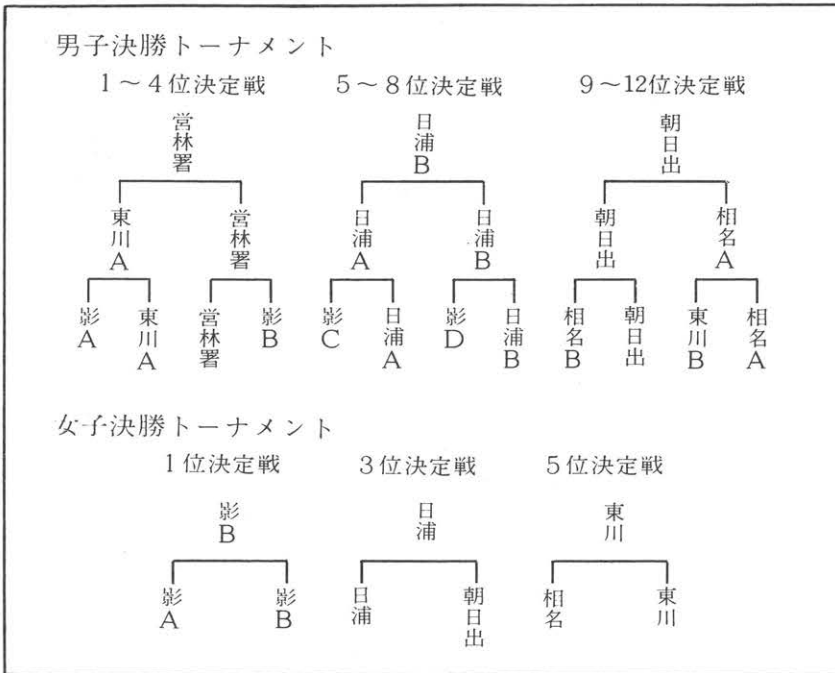 男子決勝トーナメント
1～4位決定戦 5～8位決定戦 9～12位決定戦
営林署 日浦B 朝日出
東川A 営林署 日浦A 日浦B 朝日出 相名A
影A 東川A 営林署 影B 影C 日浦A 影D 日浦B 相名B 朝日出 東川B 相名A
女子決勝トーナメント
1位決定戦 3位決定戦 5位決定戦
影B 日浦 東川
影A 影B 日浦 朝日出 相名 東川